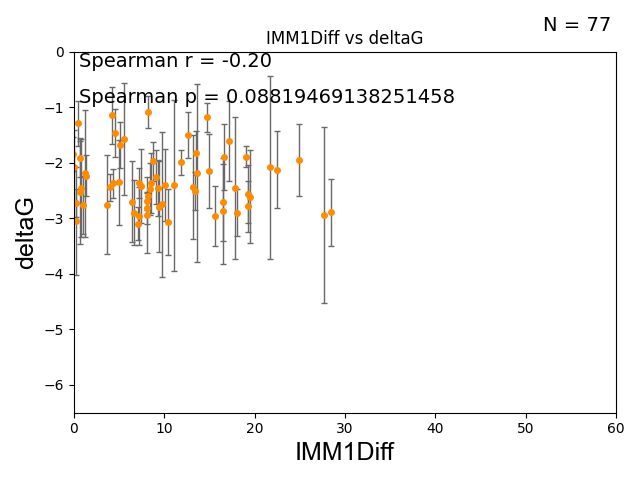 N = 77
IMM1Diff vs deltaG
Spearman r = -0.20
Spearman p = 0.08819469138251458
0
−1
−2
−3
−4
−5
−6
deltaG
0 10 20 30 40 50 60
IMM1Diff